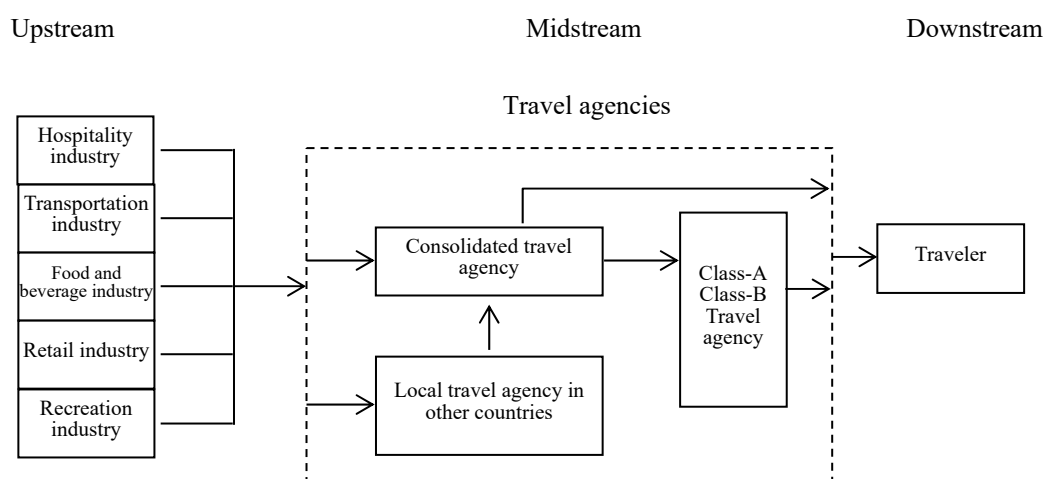 Upstream
Midstream
Downstream
Travel agencies
Hospitality
industry
Transportation
industry
Food and
beverage industry
Retail industry
Recreation
industry
Consolidated travel
agency
Local travel agency in
other countries
Class-A
Class-B
Travel
agency
Traveler